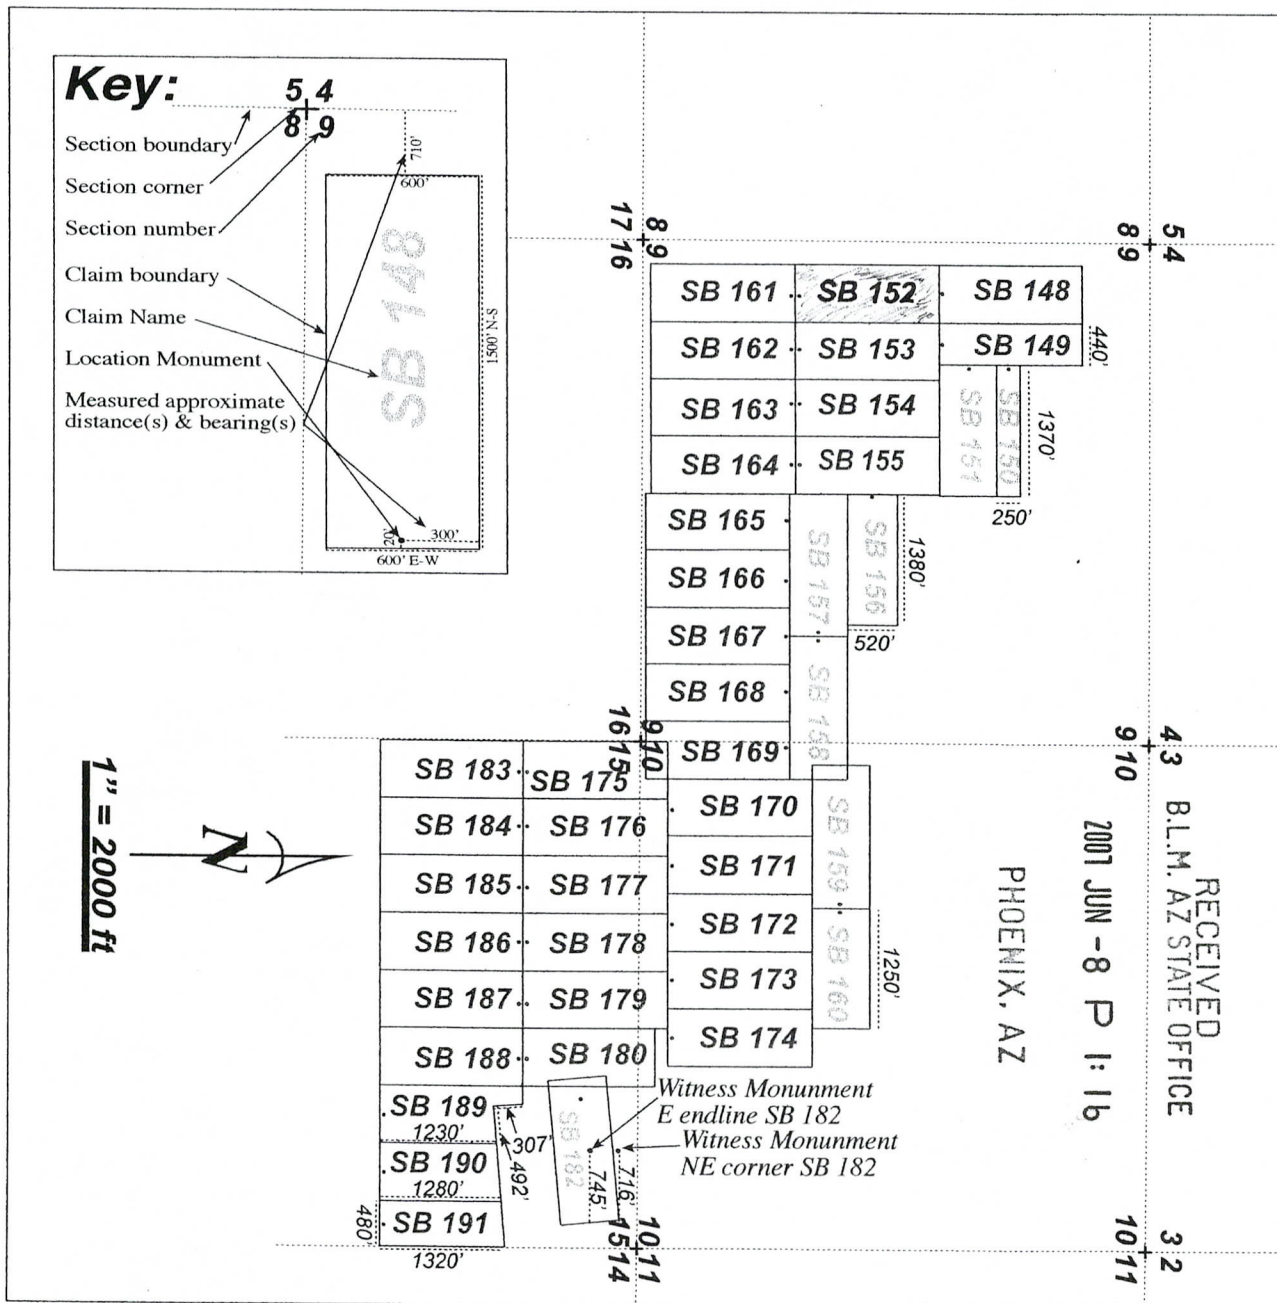 Key:
5 4
8 9
Section boundary
Section corner
Section number
Claim boundary
Claim Name
Location Monument
Measured approximate
distance(s) & bearing(s)
710'
600'
SB 148
1500' N-S
20'
300'
600' E-W
17 8
16 9
8 5
9 4
SB 161
SB 152
SB 148
SB 162
SB 153
SB 149
440'
SB 163
SB 154
SB 151
SB 150
1370'
SB 164
SB 155
250'
SB 165
SB 157
SB 156
1380'
SB 166
SB 167
520'
SB 168
SB 158
SB 169
16 9
15 10
9 4
10 3
SB 183
SB 175
SB 170
SB 159
SB 184
SB 176
SB 171
SB 185
SB 177
SB 172
SB 160
1250'
SB 186
SB 178
SB 173
SB 187
SB 179
SB 174
SB 188
SB 180
1" = 2000 ft
N
RECEIVED
B.L.M. AZ STATE OFFICE
2007 JUN -8 P 1: 16
PHOENIX, AZ
Witness Monunment
E endline SB 182
Witness Monunment
NE corner SB 182
SB 189
1230'
307'
492'
SB 182
745'
716'
SB 190
1280'
SB 191
480'
1320'
15 10
14 11
10 3
11 2